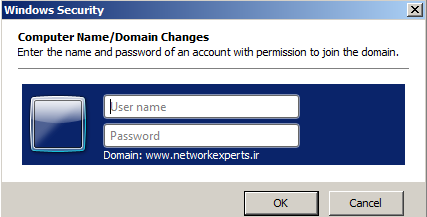 Windows Security
Computer Name/Domain Changes
Enter the name and password of an account with permission to join the domain.
User name
Password
Domain: www.networkexperts.ir
OK
Cancel